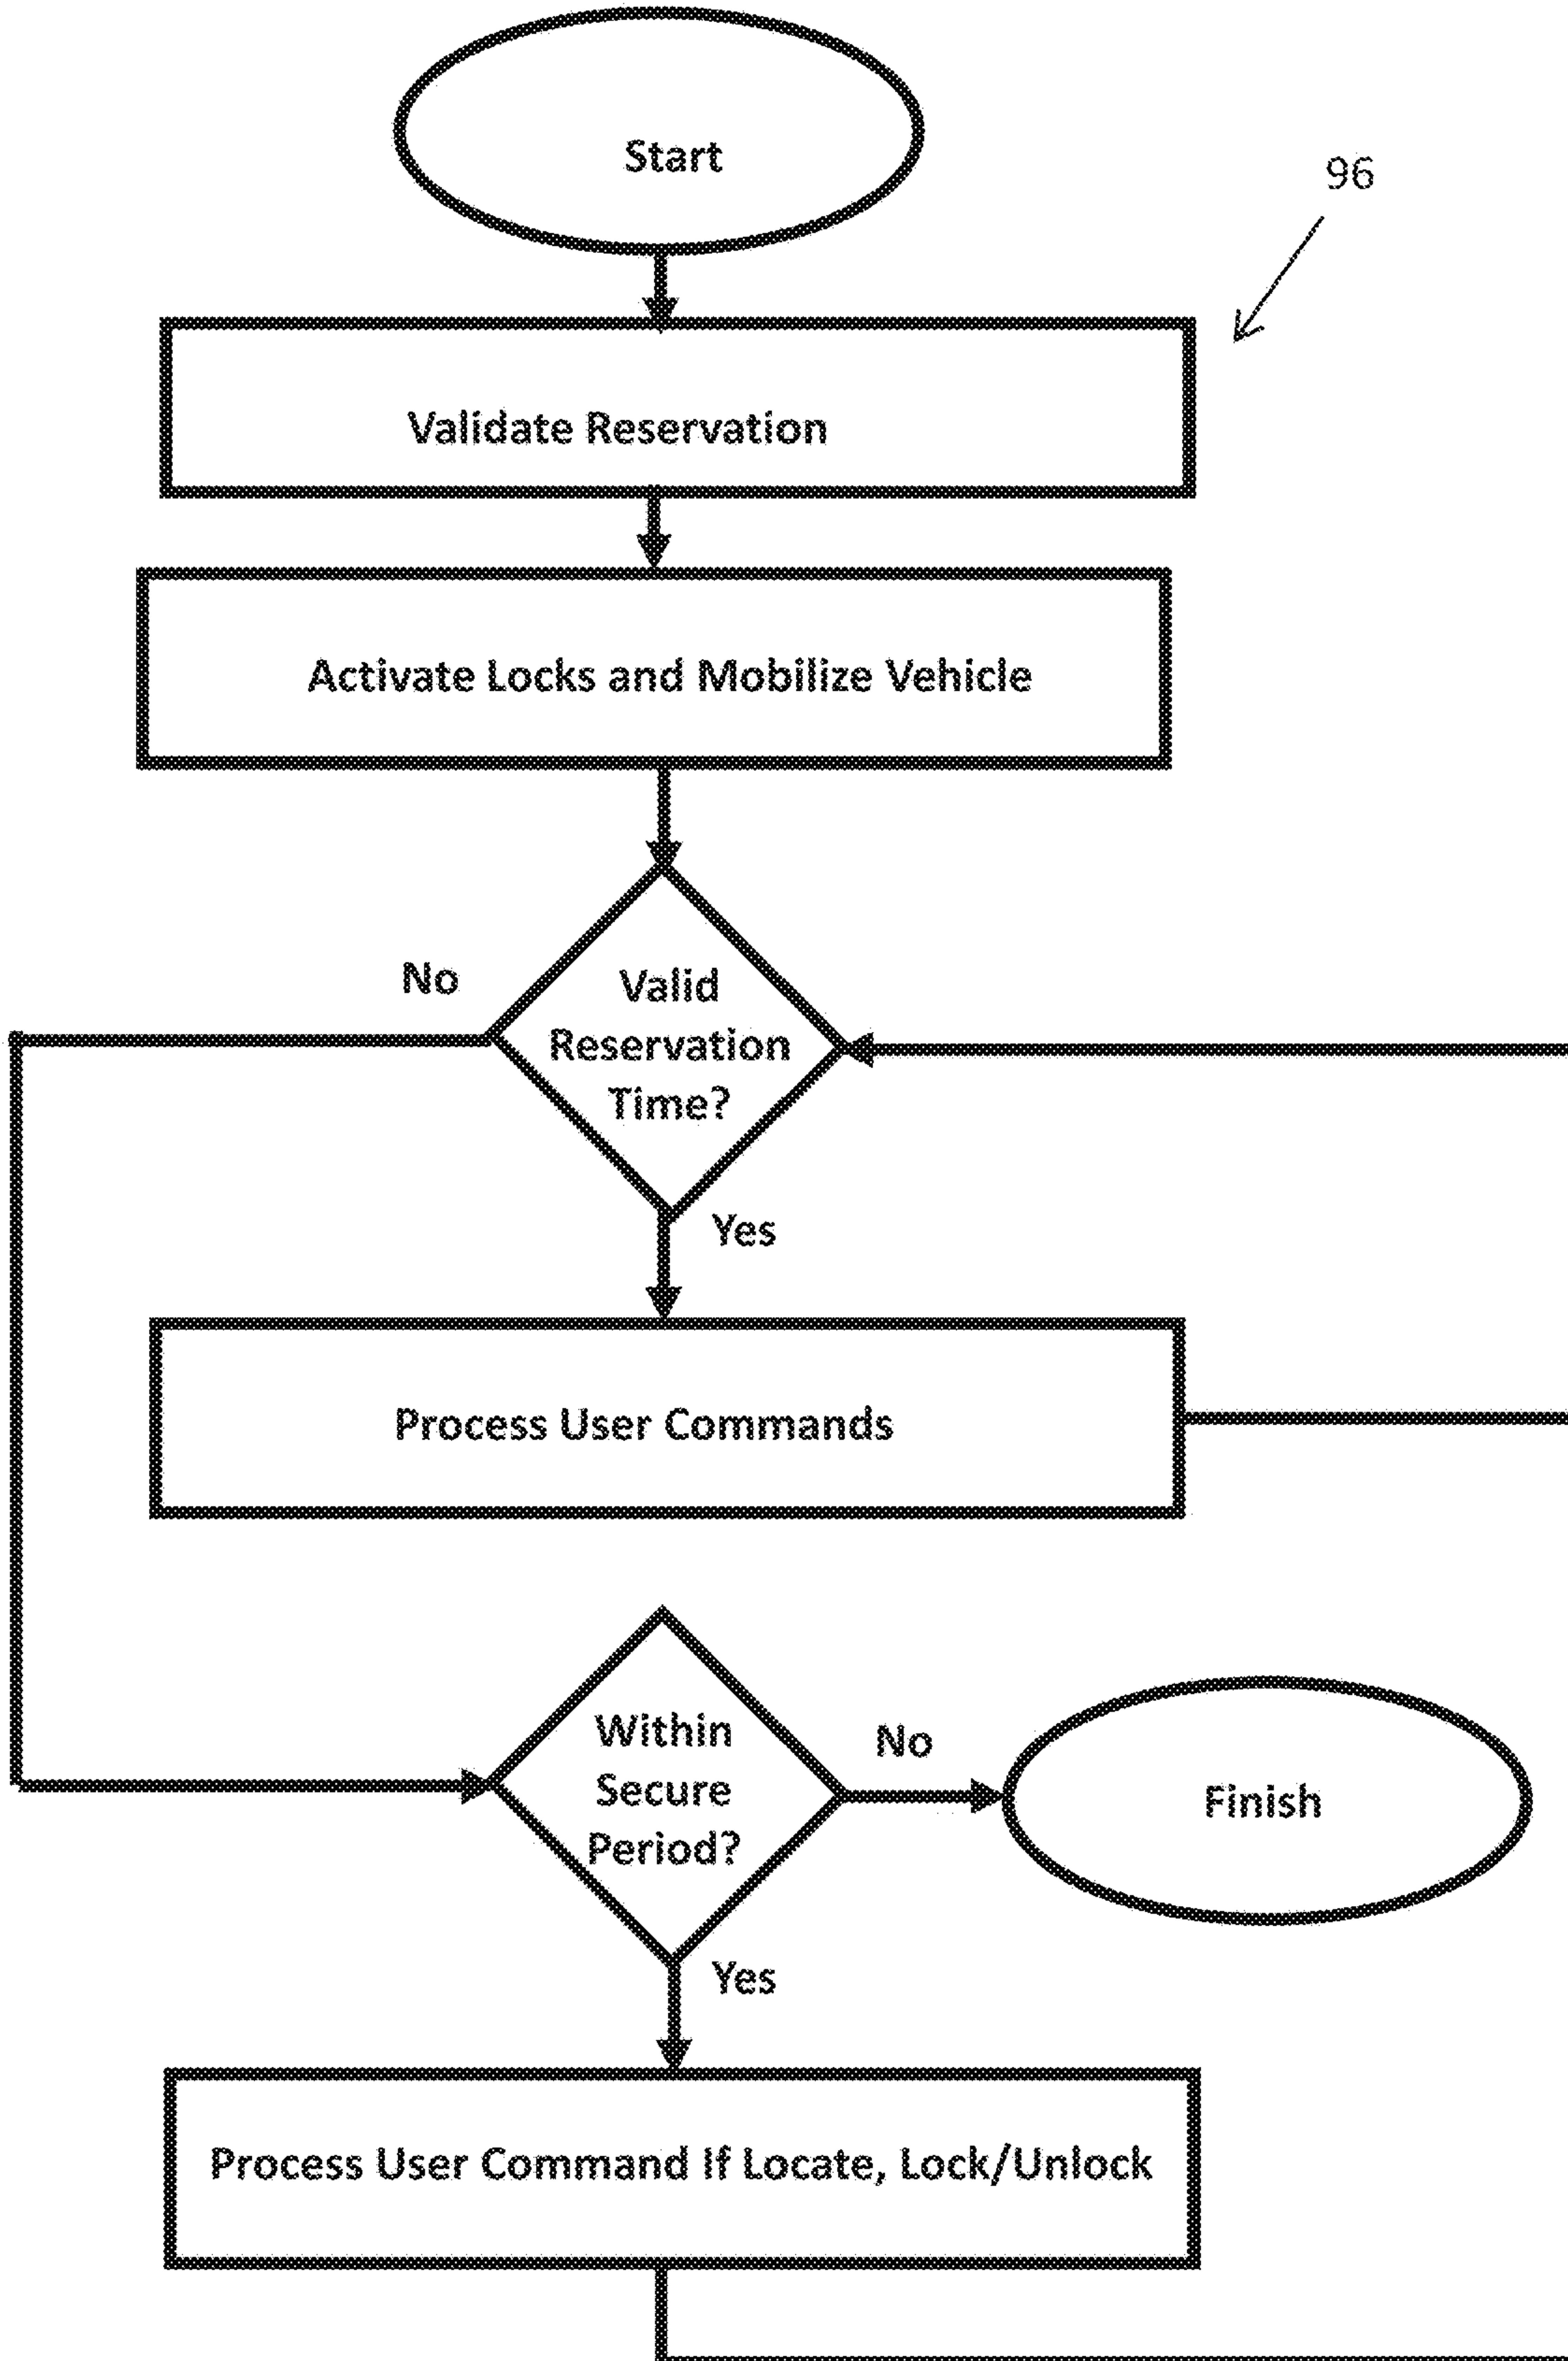 Start
96
Validate Reservation
Activate Locks and Mobilize Vehicle
No
Valid
Reservation
Time?
Yes
Process User Commands
Within
Secure
Period?
No
Finish
Yes
Process User Command If Locate, Lock/Unlock